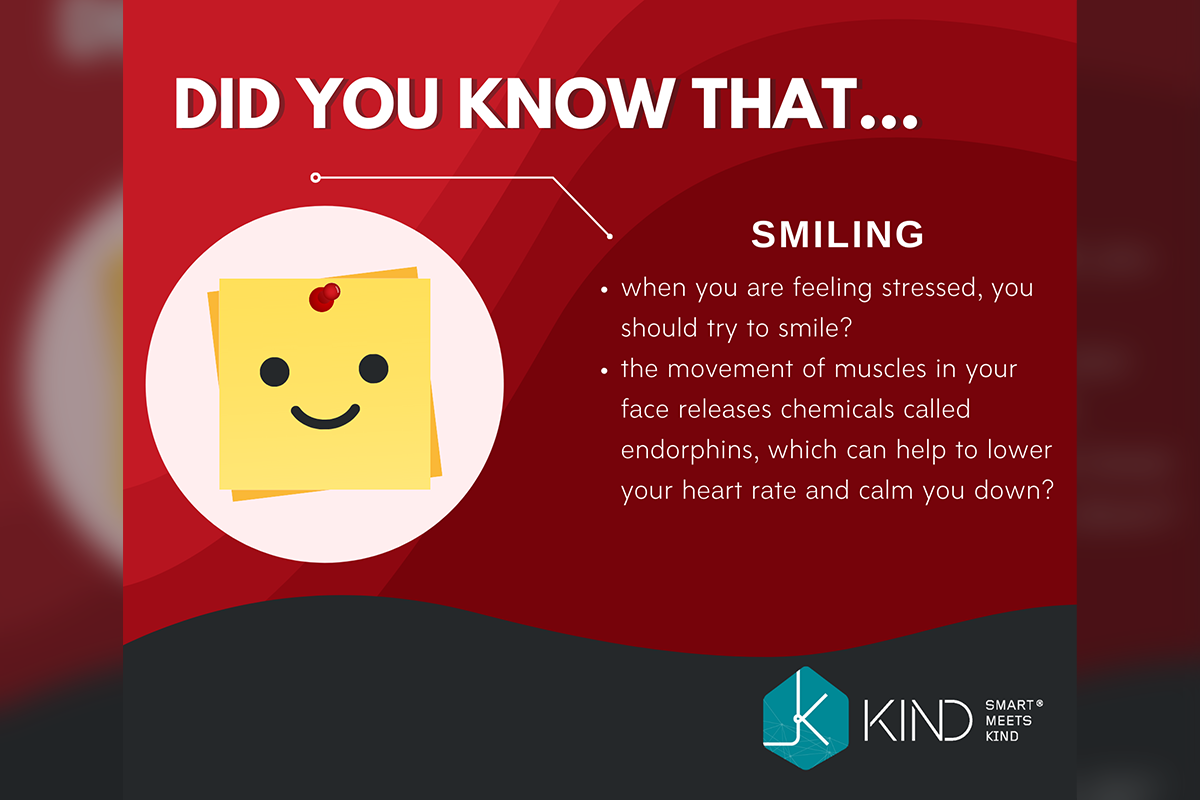 DID YOU KNOW THAT...
SMILING
• when you are feeling stressed, you
should try to smile?
• the movement of muscles in your
face releases chemicals called
endorphins, which can help to lower
your heart rate and calm you down?
KIND
SMART®
MEETS
KIND